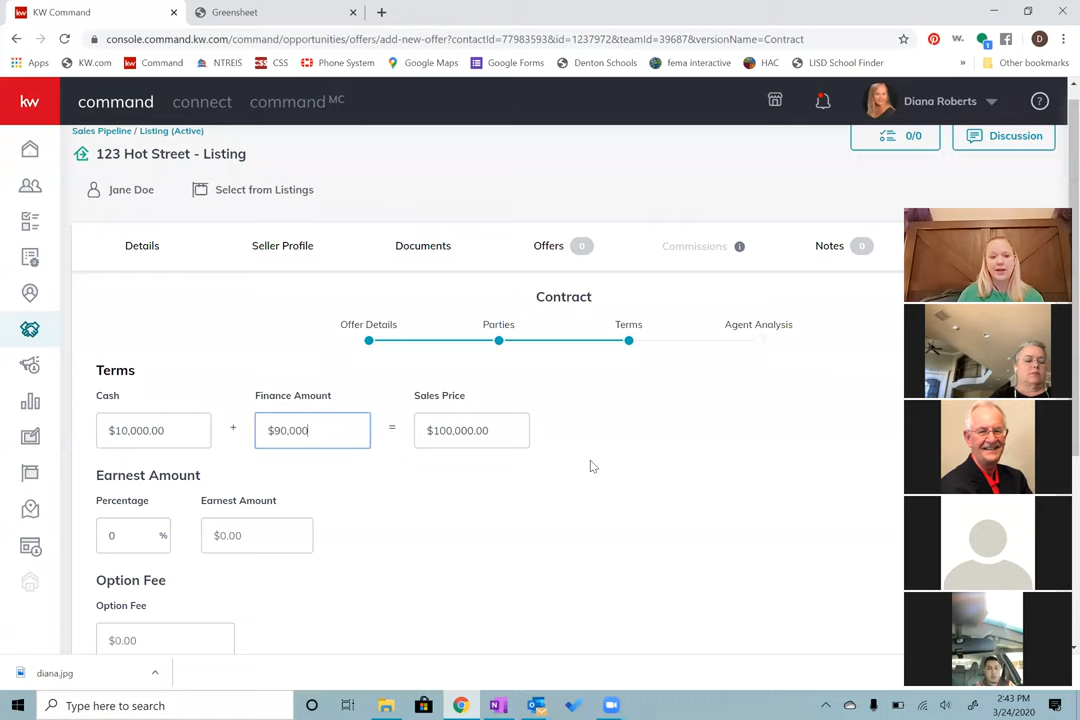 KW Command
Greensheet
console.command.kw.com/command/opportunities/offers/add-new-offer?contactId=77983593&id=1237972&teamId=39687&versionName=Contract
W.
1
D
Apps
KW.com
Command
NTREIS
CSS
Phone System
Google Maps
Google Forms
Denton Schools
fema interactive
HAC
LISD School Finder
»
Other bookmarks
kw
command
connect
command MC
Diana Roberts
?
Sales Pipeline / Listing (Active)
123 Hot Street - Listing
0/0
Discussion
Jane Doe
Select from Listings
Details
Seller Profile
Documents
Offers 0
Commissions i
Notes 0
Contract
Offer Details
Parties
Terms
Agent Analysis
Terms
Cash
Finance Amount
Sales Price
$10,000.00 + $90,000 = $100,000.00
Earnest Amount
Percentage
Earnest Amount
0 %
$0.00
Option Fee
Option Fee
$0.00
diana.jpg
Type here to search
2:43 PM
3/24/2020